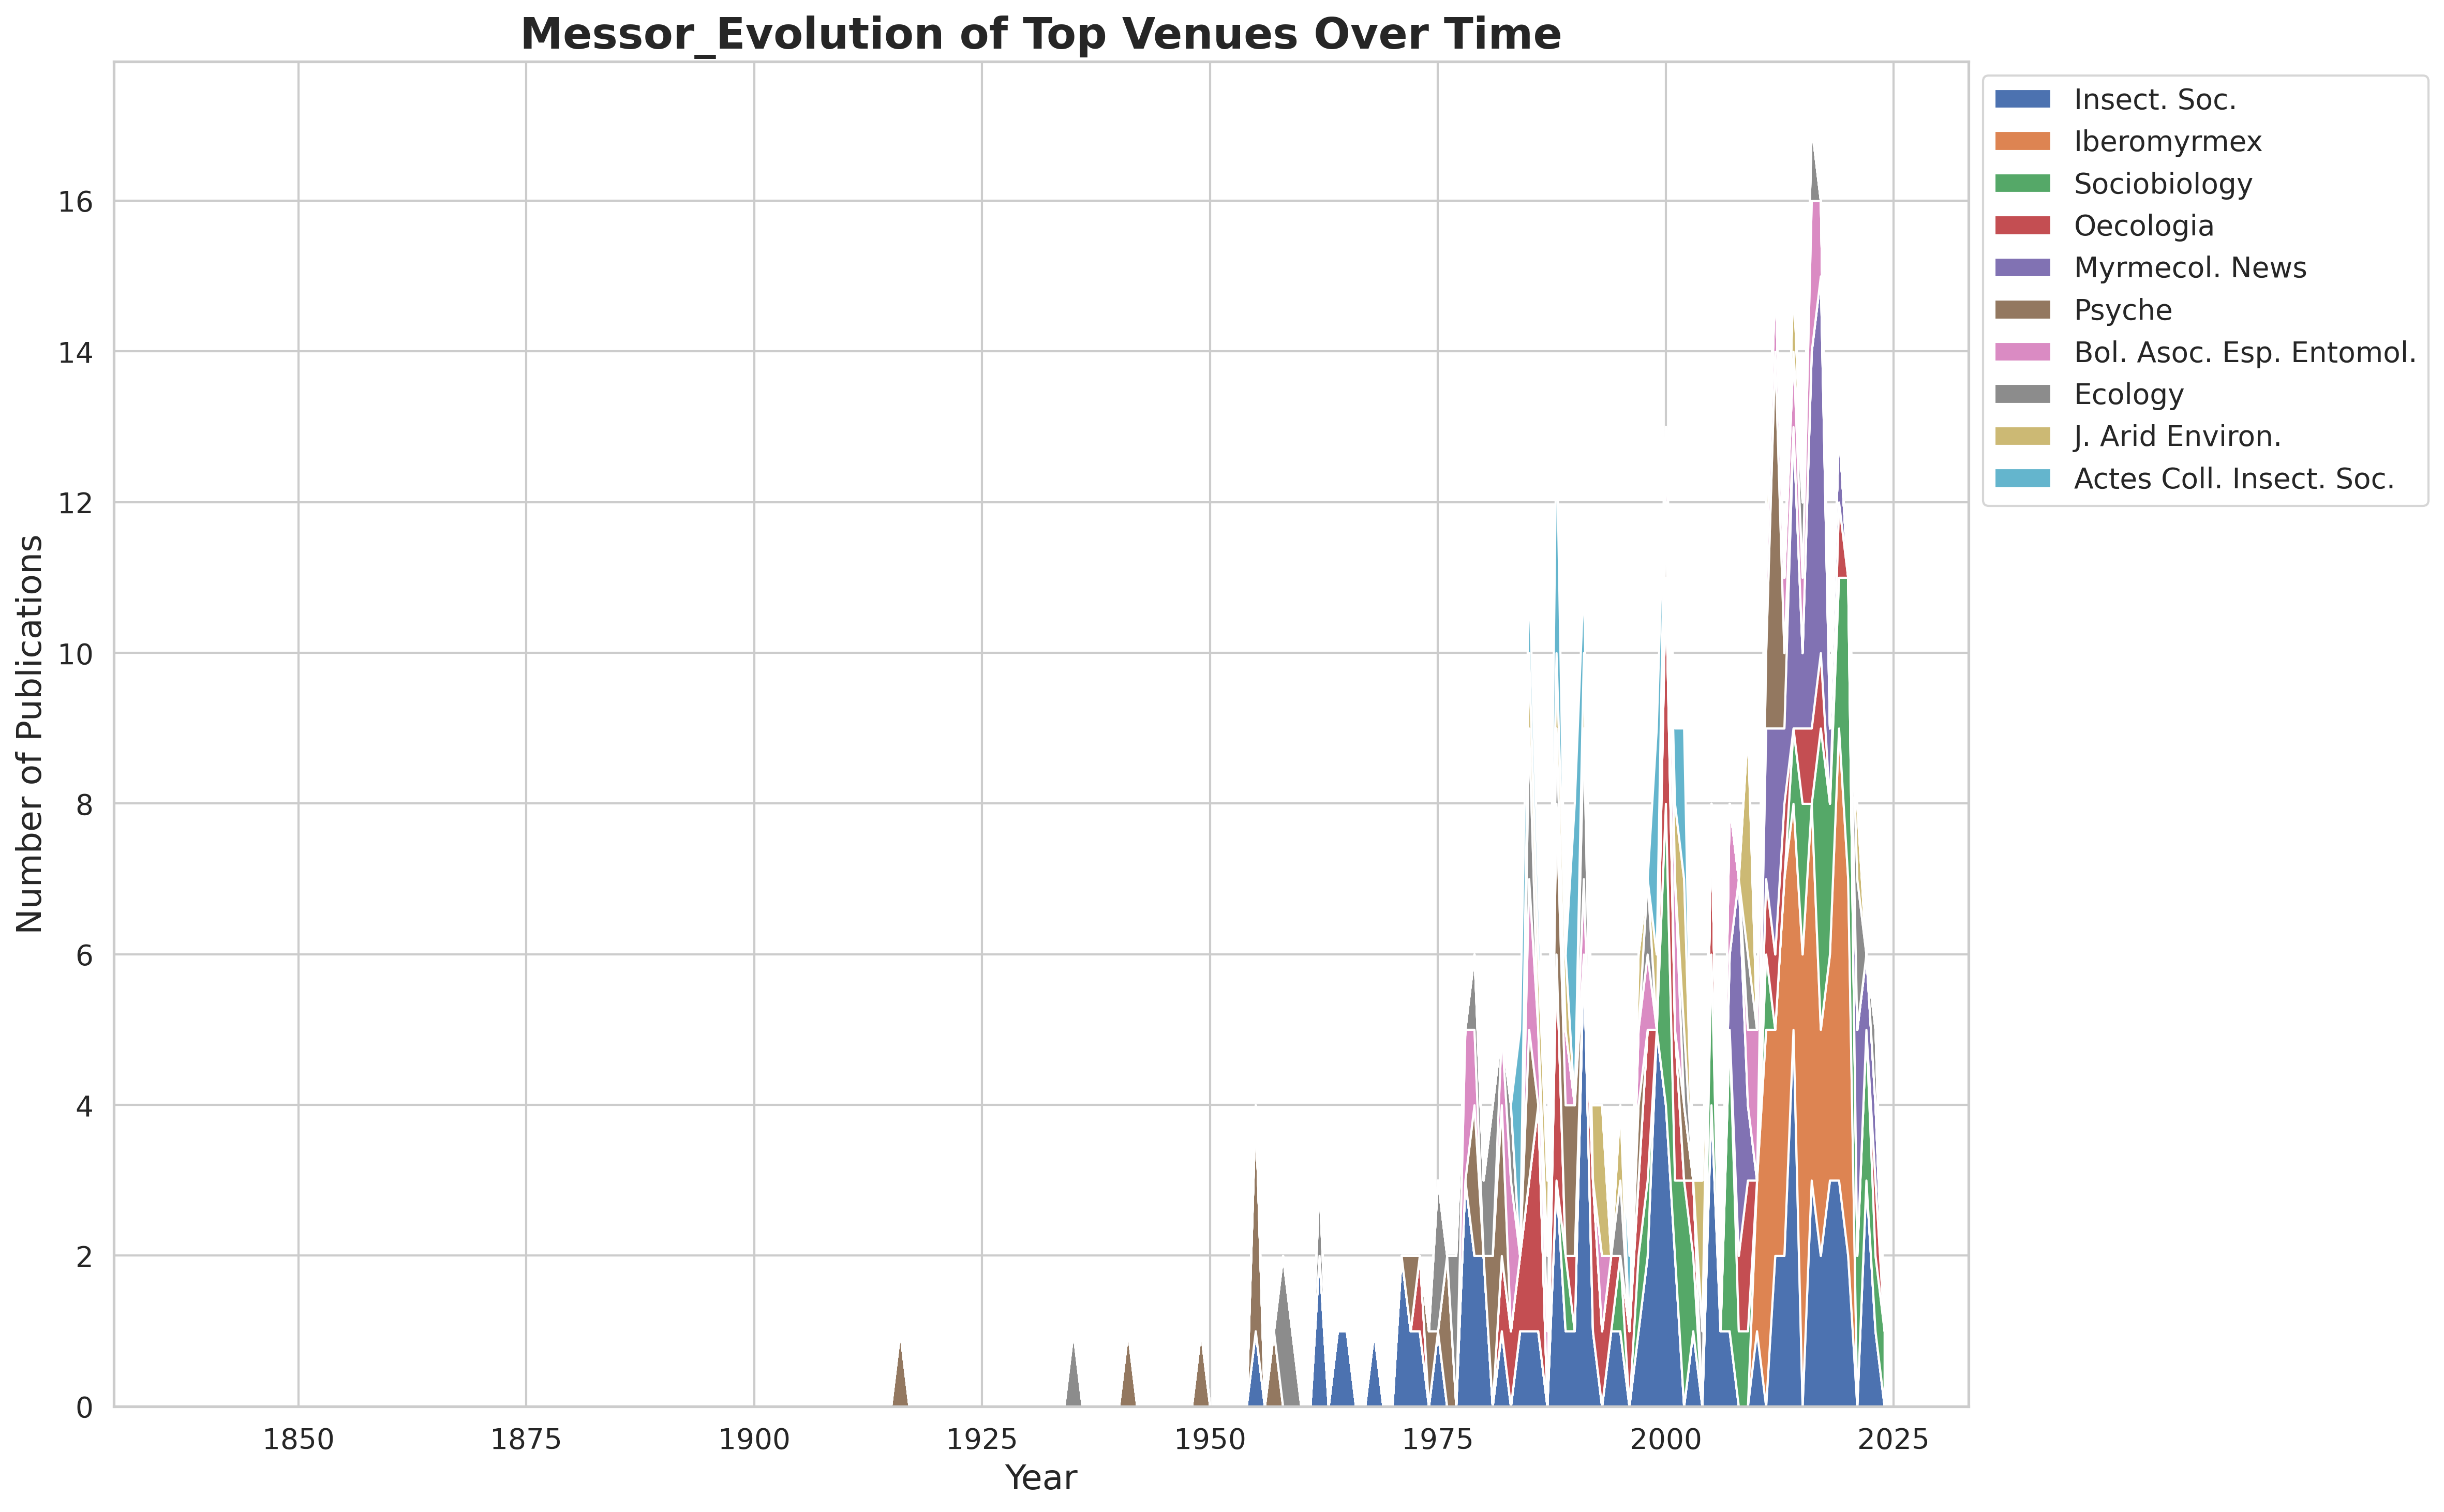 Messor_Evolution of Top Venues Over Time
Number of Publications
16
14
12
10
8
6
4
2
0
1850
1875
1900
1925
1950
1975
2000
2025
Year
Insect. Soc.
Iberomyrmex
Sociobiology
Oecologia
Myrmecol. News
Psyche
Bol. Asoc. Esp. Entomol.
Ecology
J. Arid Environ.
Actes Coll. Insect. Soc.